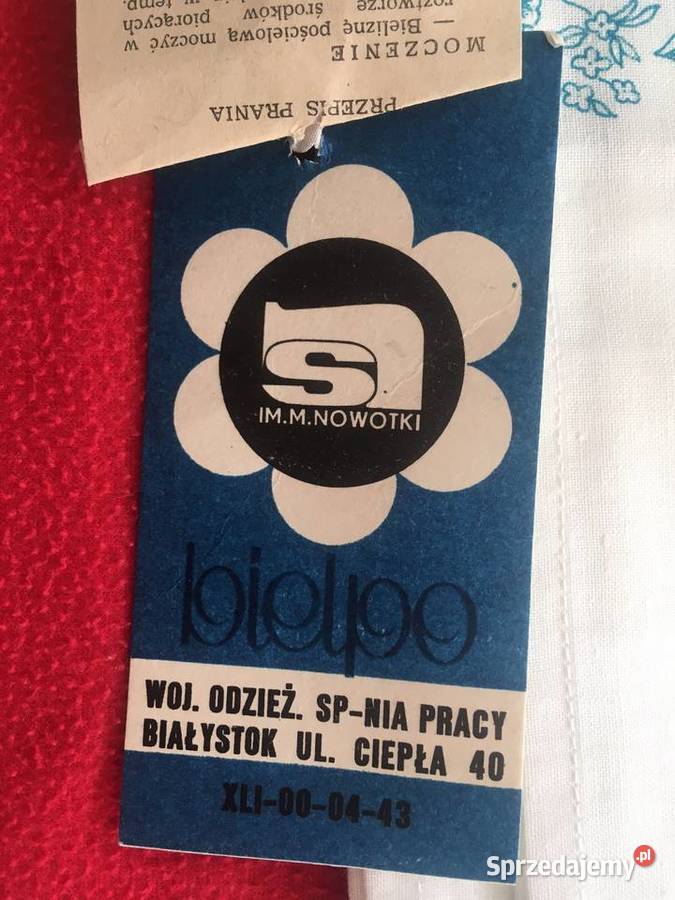 PRZEPIS PRANIA
MOCZENIE
— Bieliznę pościelową moczyć w
roztworze środków piorących
w temp.
IM.M.NOWOTKI
bielpo
WOJ. ODZIEŻ. SP-NIA PRACY
BIAŁYSTOK UL. CIEPŁA 40
XLI-00-04-43
Sprzedajemy.pl